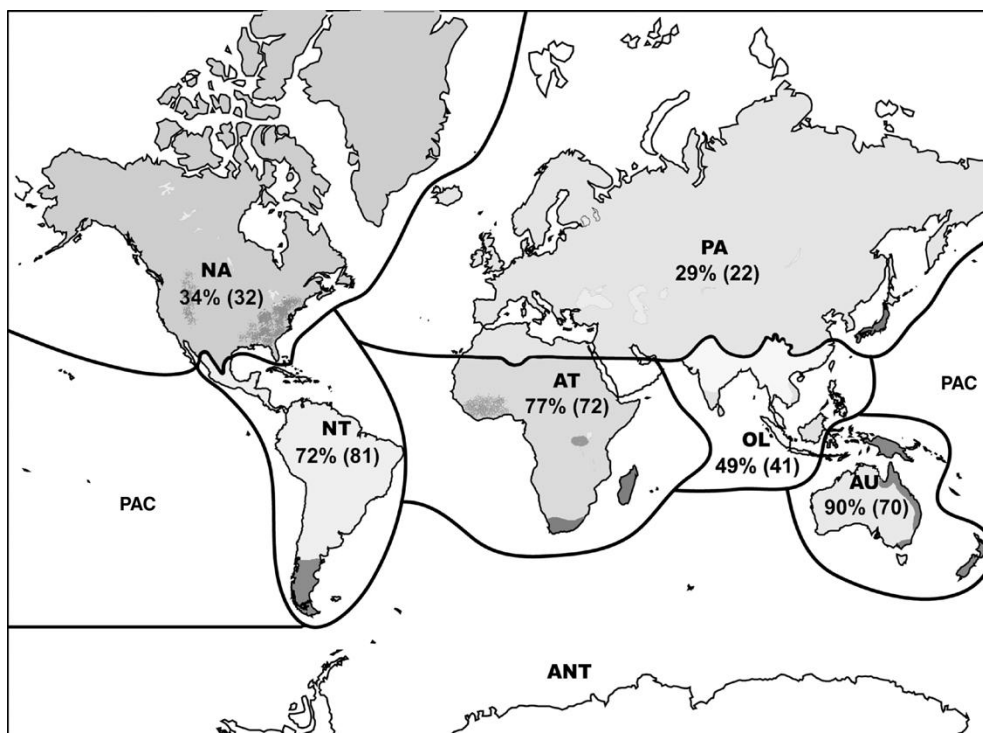 NA
34% (32)
PA
29% (22)
AT
77% (72)
NT
72% (81)
OL
49% (41)
AU
90% (70)
PAC
PAC
ANT